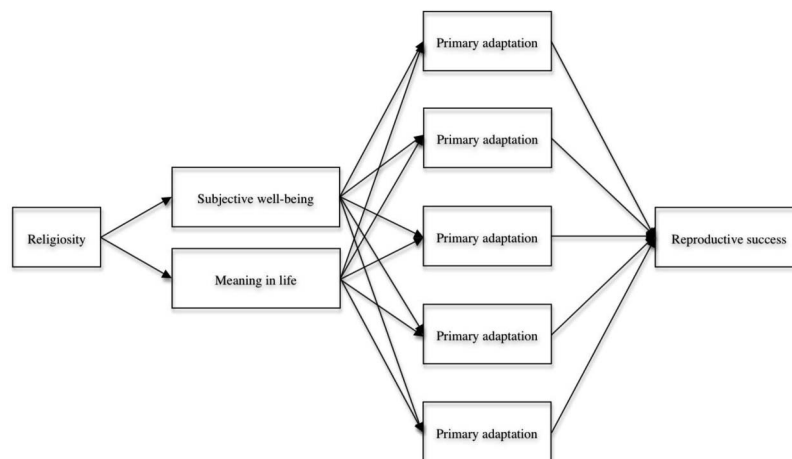 Primary adaptation
Primary adaptation
Subjective well-being
Religiosity
Primary adaptation
Reproductive success
Meaning in life
Primary adaptation
Primary adaptation